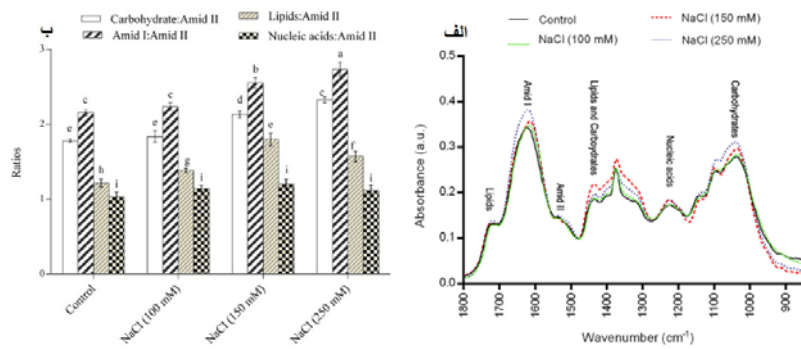 ب
Carbohydrate:Amid II
Amid I:Amid II
Lipids:Amid II
Nucleic acids:Amid II
Ratios
3
2
1
0
e c h i
e c g i
d b e i
c a f i
Control
NaCl (100 mM)
NaCl (150 mM)
NaCl (250 mM)
الف
Control
NaCl (100 mM)
NaCl (150 mM)
NaCl (250 mM)
Absorbance (a.u.)
0.5
0.4
0.3
0.2
0.1
0.0
Lipids
Amid I
Amid II
Lipids and Carboydrates
Nucleic acids
Carbohydrates
1800 1700 1600 1500 1400 1300 1200 1100 1000 900
Wavenumber (cm-1)